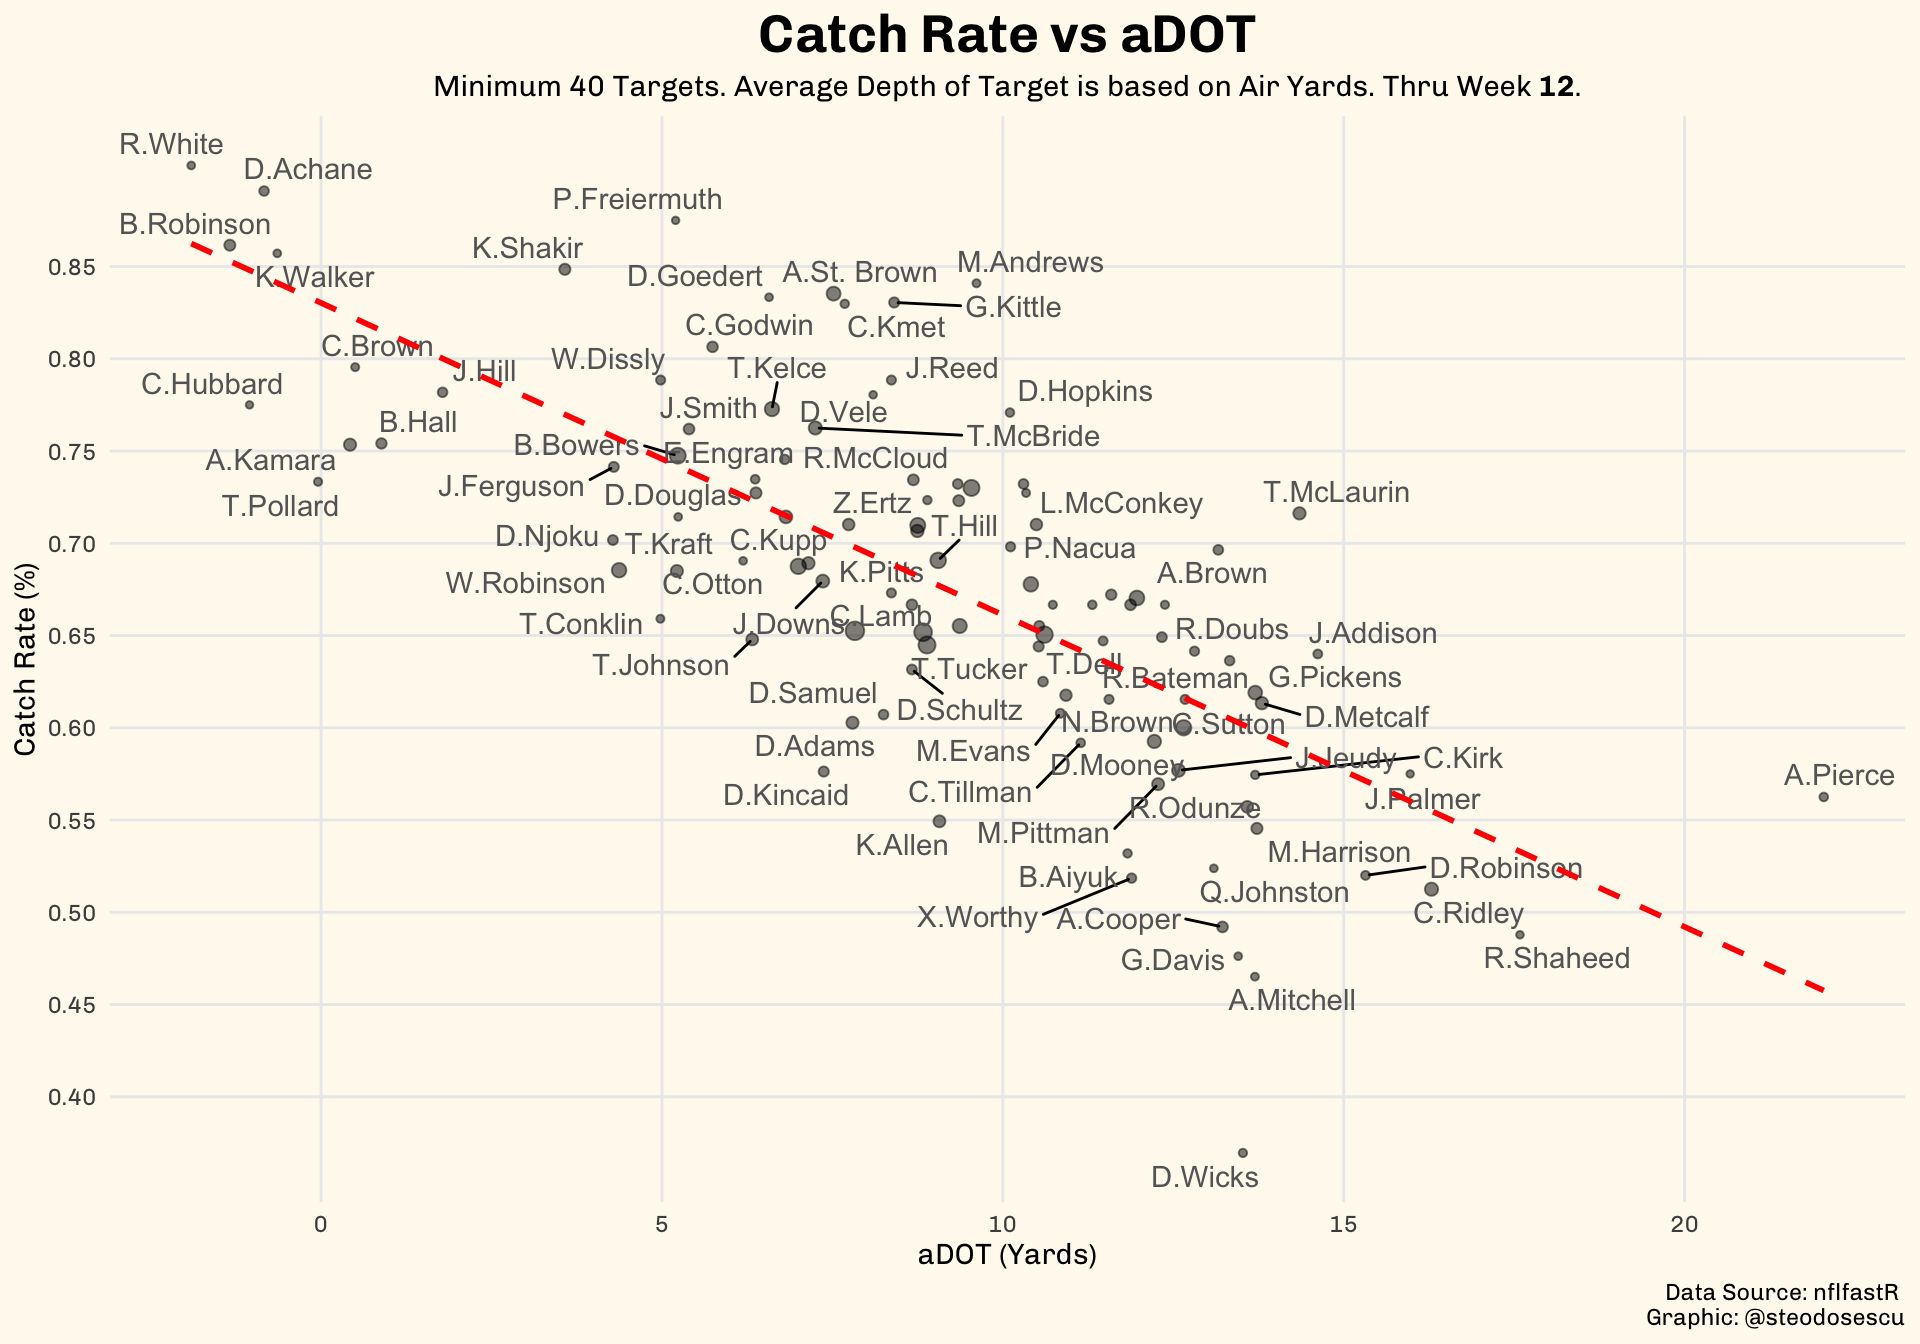 Catch Rate vs aDOT
Minimum 40 Targets. Average Depth of Target is based on Air Yards. Thru Week 12.
R.White
D.Achane
P.Freiermuth
B.Robinson
K.Shakir
M.Andrews
0.85
K.Walker
D.Goedert
A.St. Brown
G.Kittle
C.Godwin
C.Kmet
C.Brown
0.80
W.Dissly
T.Kelce
J.Reed
J.Hill
C.Hubbard
D.Hopkins
J.Smith
D.Vele
B.Hall
T.McBride
B.Bowers
0.75
E.Engram
R.McCloud
A.Kamara
J.Ferguson
D.Douglas
T.McLaurin
T.Pollard
Z.Ertz
L.McConkey
T.Hill
D.Njoku
0.70
T.Kraft
C.Kupp
P.Nacua
W.Robinson
C.Otton
K.Pitts
A.Brown
T.Conklin
J.Downs
C.Lamb
R.Doubs
J.Addison
0.65
T.Johnson
T.Tucker
T.Dell
R.Bateman
G.Pickens
D.Samuel
D.Schultz
D.Metcalf
0.60
N.Brown
C.Sutton
D.Adams
M.Evans
D.Mooney
J.Jeudy
C.Kirk
A.Pierce
D.Kincaid
C.Tillman
J.Palmer
R.Odunze
0.55
M.Pittman
K.Allen
M.Harrison
D.Robinson
B.Aiyuk
Q.Johnston
0.50
X.Worthy
A.Cooper
C.Ridley
G.Davis
R.Shaheed
A.Mitchell
0.45
0.40
D.Wicks
Catch Rate (%)
0 5 10 15 20
aDOT (Yards)
Data Source: nflfastR
Graphic: @steodosescu